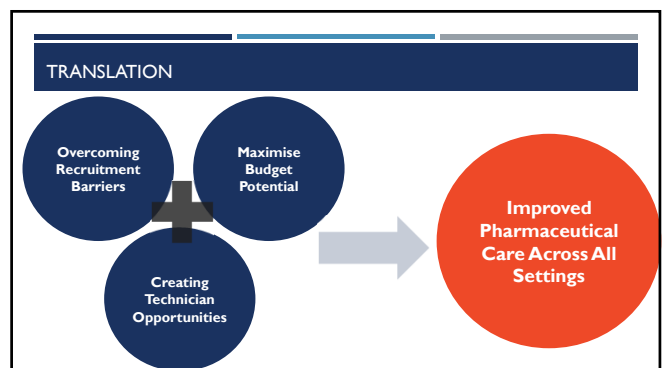 TRANSLATION
Overcoming
Recruitment
Barriers
Maximise
Budget
Potential
Creating
Technician
Opportunities
Improved
Pharmaceutical
Care Across All
Settings